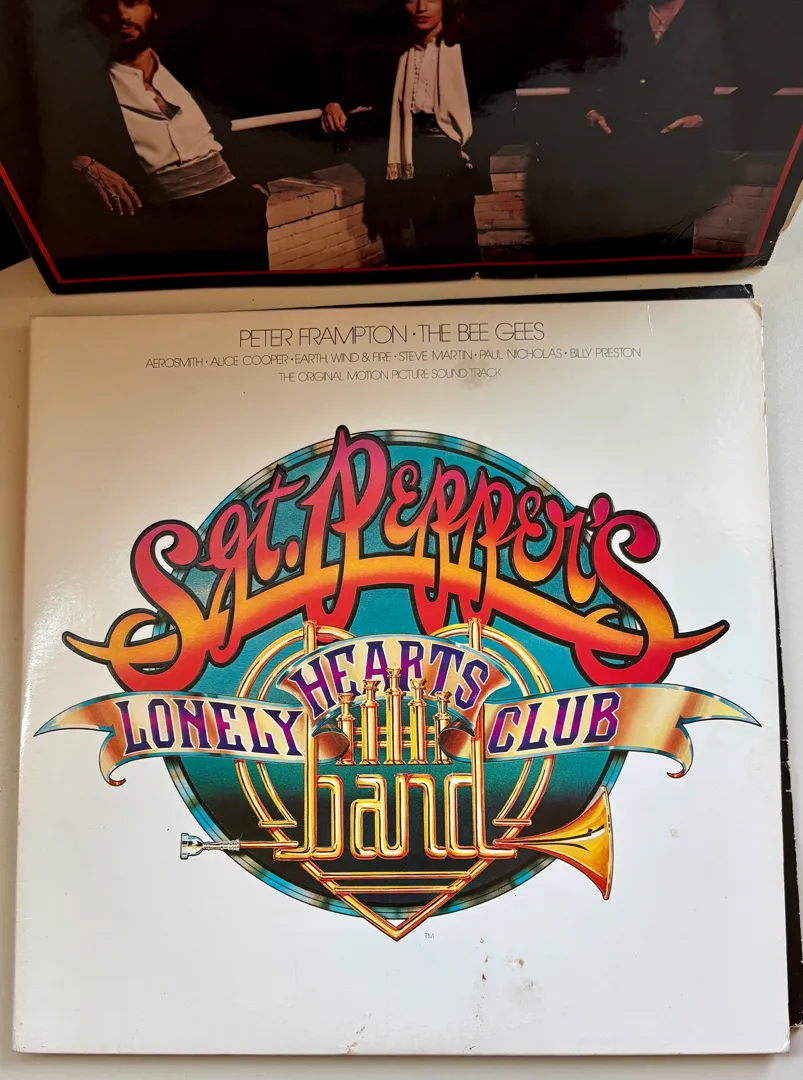 PETER FRAMPTON • THE BEE GEES
AEROSMITH • ALICE COOPER • EARTH, WIND & FIRE • STEVE MARTIN • PAUL NICHOLAS • BILLY PRESTON
THE ORIGINAL MOTION PICTURE SOUND TRACK
Sgt. Pepper's
LONELY HEARTS CLUB
band
TM